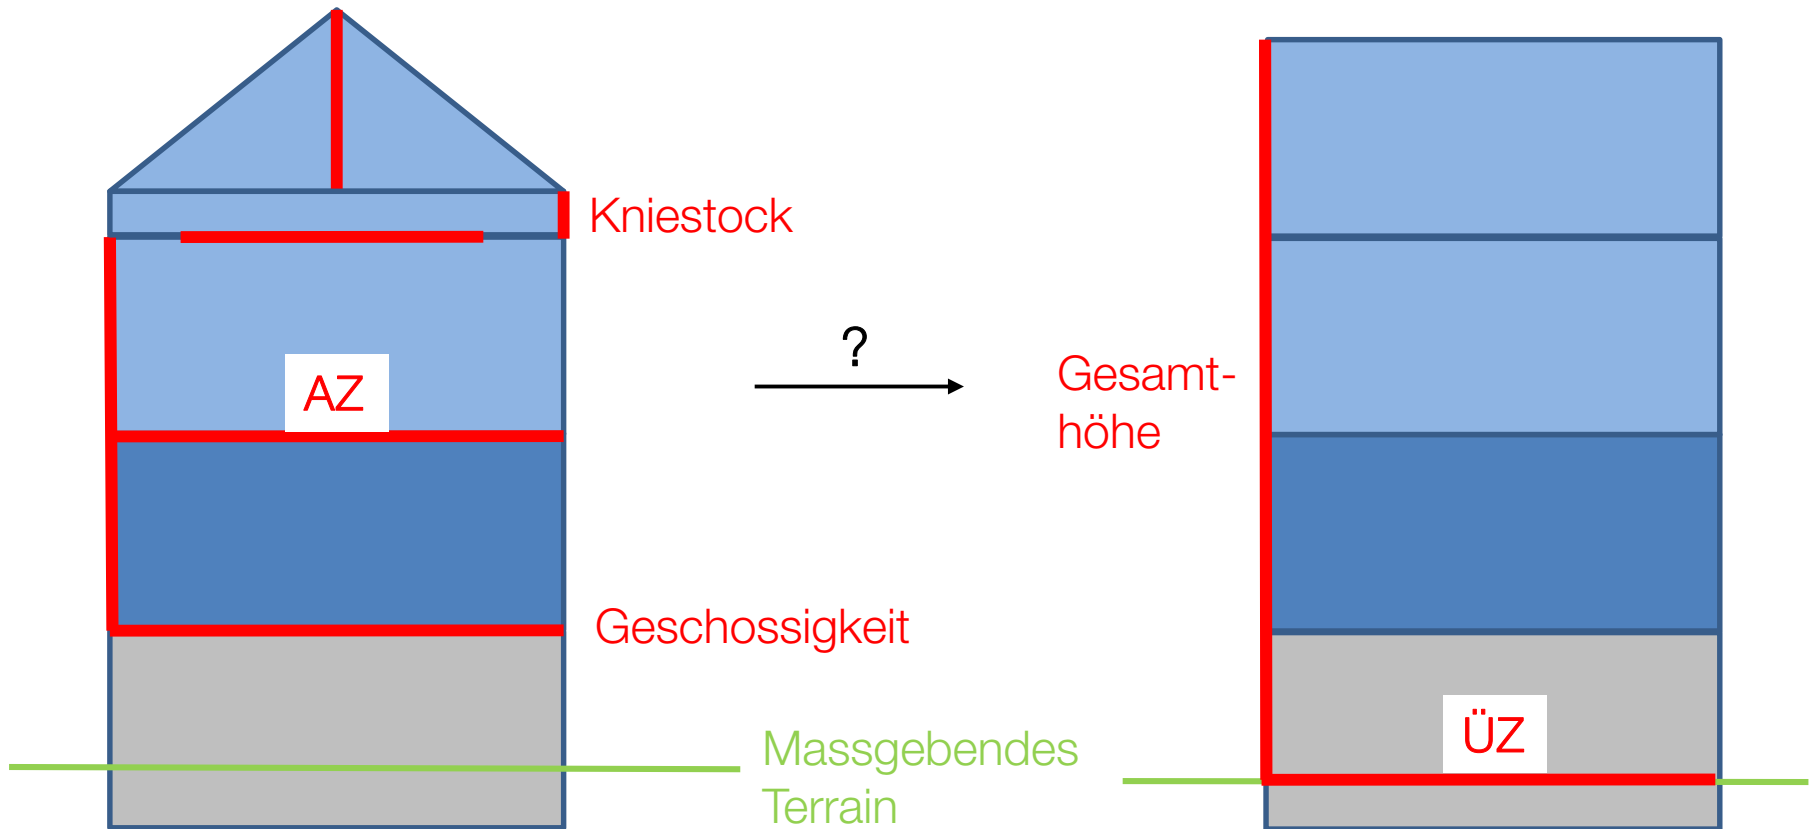 Kniestock
?
AZ
Gesamt-
höhe
Geschossigkeit
ÜZ
Massgebendes
Terrain